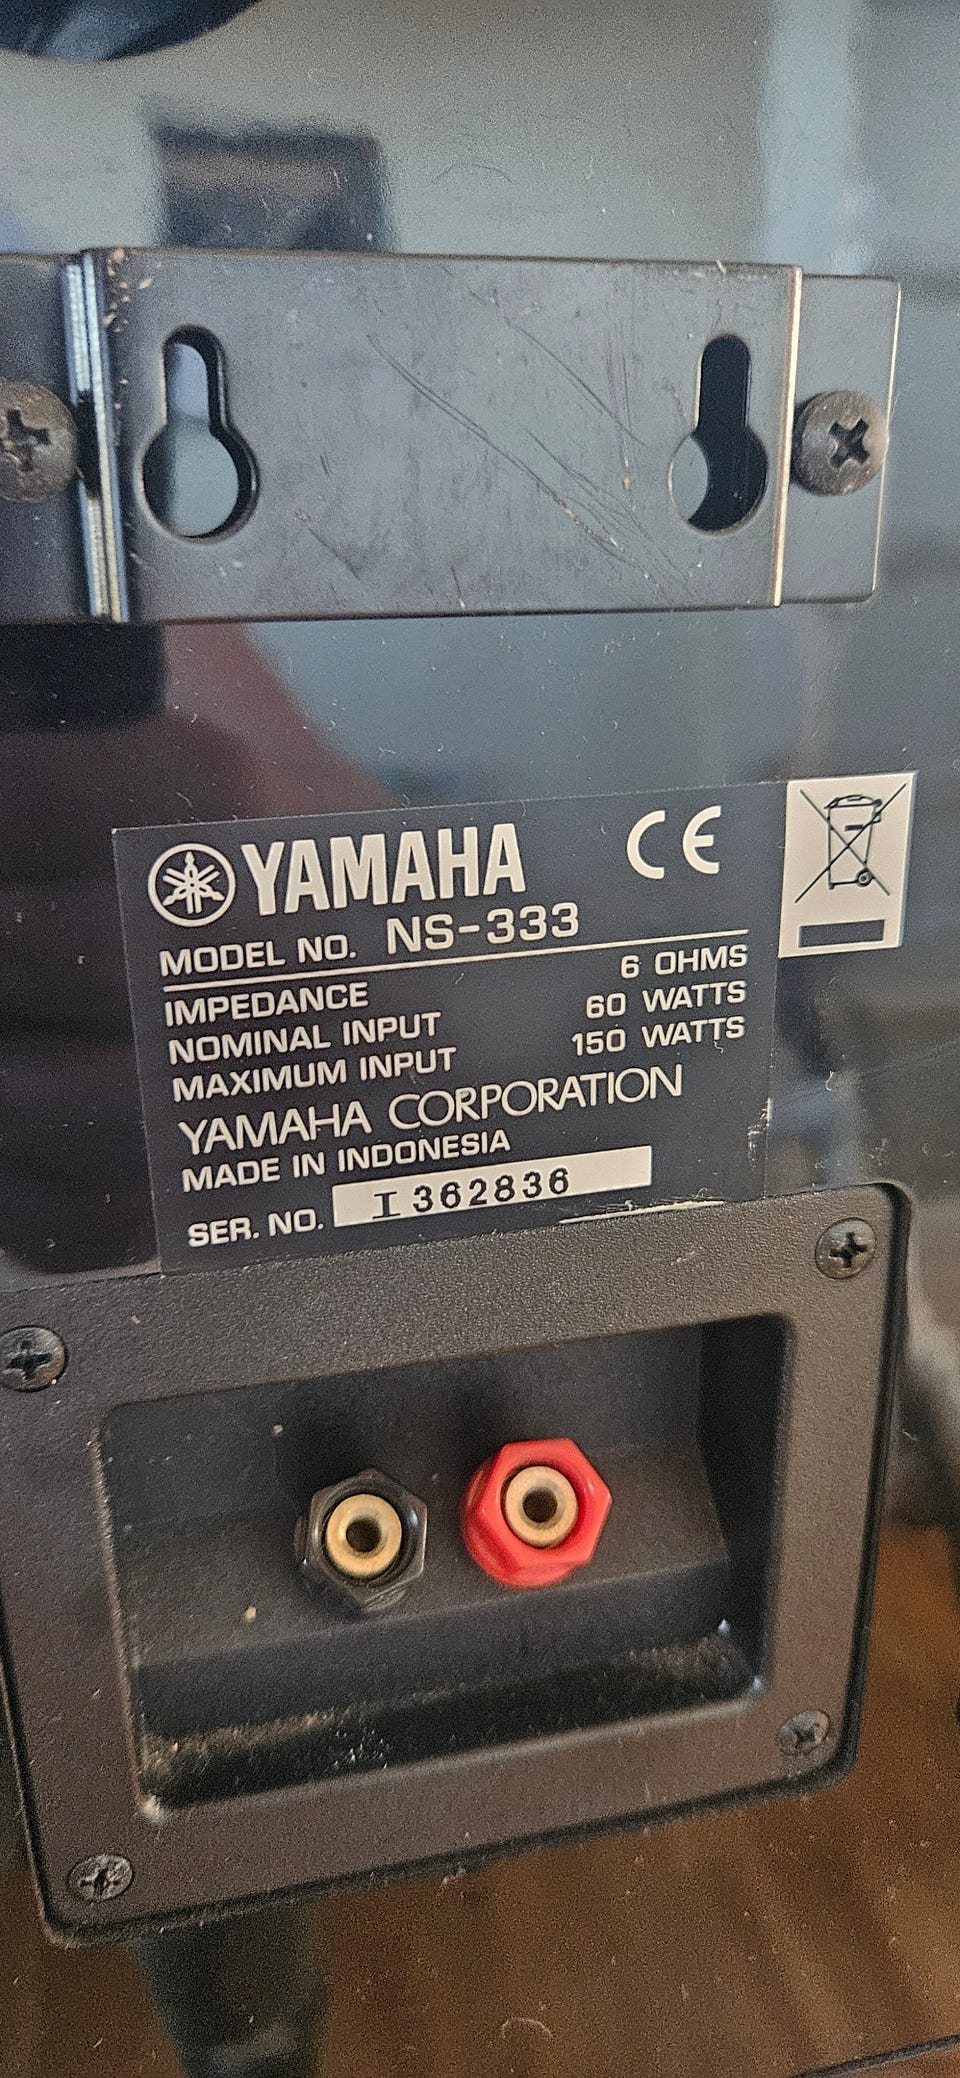 YAMAHA CE
MODEL NO. NS-333
IMPEDANCE 6 OHMS
NOMINAL INPUT 60 WATTS
MAXIMUM INPUT 150 WATTS
YAMAHA CORPORATION
MADE IN INDONESIA
SER. NO. I362836